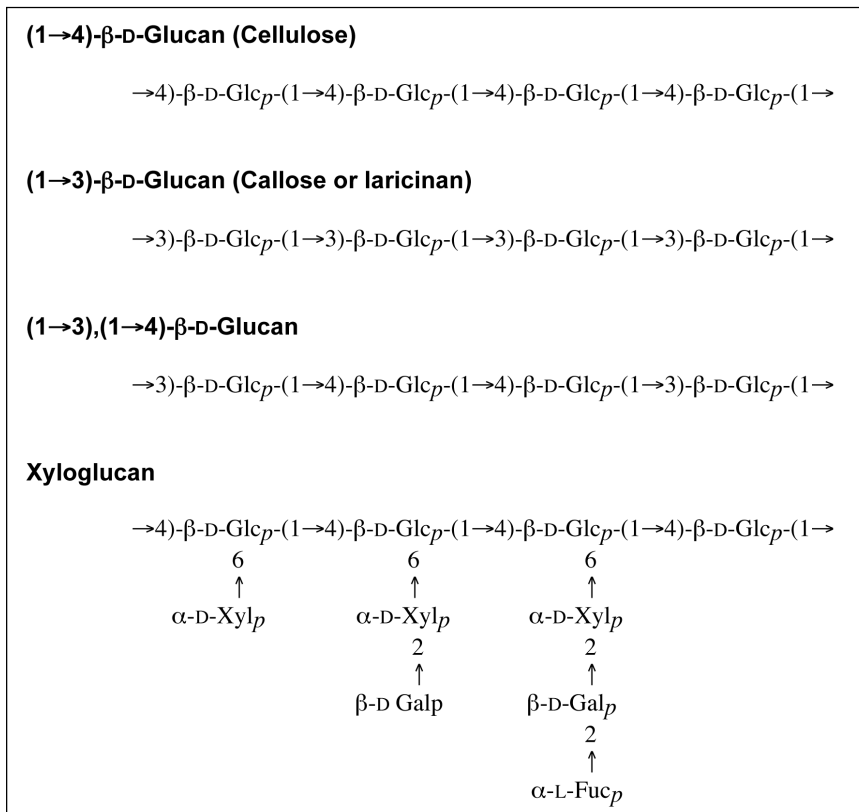 (1→4)-β-D-Glucan (Cellulose)
→4)-β-D-Glcp-(1→4)-β-D-Glcp-(1→4)-β-D-Glcp-(1→4)-β-D-Glcp-(1→
(1→3)-β-D-Glucan (Callose or laricinan)
→3)-β-D-Glcp-(1→3)-β-D-Glcp-(1→3)-β-D-Glcp-(1→3)-β-D-Glcp-(1→
(1→3),(1→4)-β-D-Glucan
→3)-β-D-Glcp-(1→4)-β-D-Glcp-(1→4)-β-D-Glcp-(1→3)-β-D-Glcp-(1→
Xyloglucan
→4)-β-D-Glcp-(1→4)-β-D-Glcp-(1→4)-β-D-Glcp-(1→4)-β-D-Glcp-(1→
6 6 6
↑ ↑ ↑
α-D-Xylp α-D-Xylp α-D-Xylp
2 2
↑ ↑
β-D Galp β-D-Galp
2
↑
α-L-Fucp